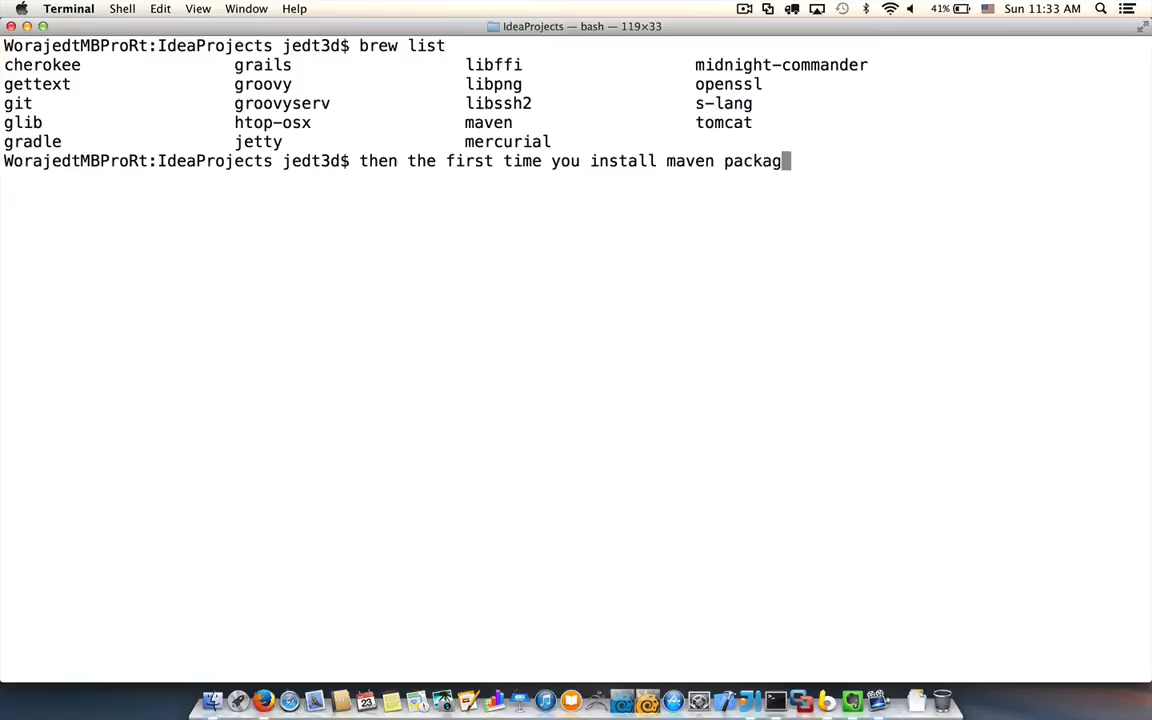 Terminal Shell Edit View Window Help 41% Sun 11:33 AM
IdeaProjects — bash — 119×33
WorajedtMBProRt:IdeaProjects jedt3d$ brew list
cherokee grails libffi midnight-commander
gettext groovy libpng openssl
git groovyserv libssh2 s-lang
glib htop-osx maven tomcat
gradle jetty mercurial
WorajedtMBProRt:IdeaProjects jedt3d$ then the first time you install maven packag
23